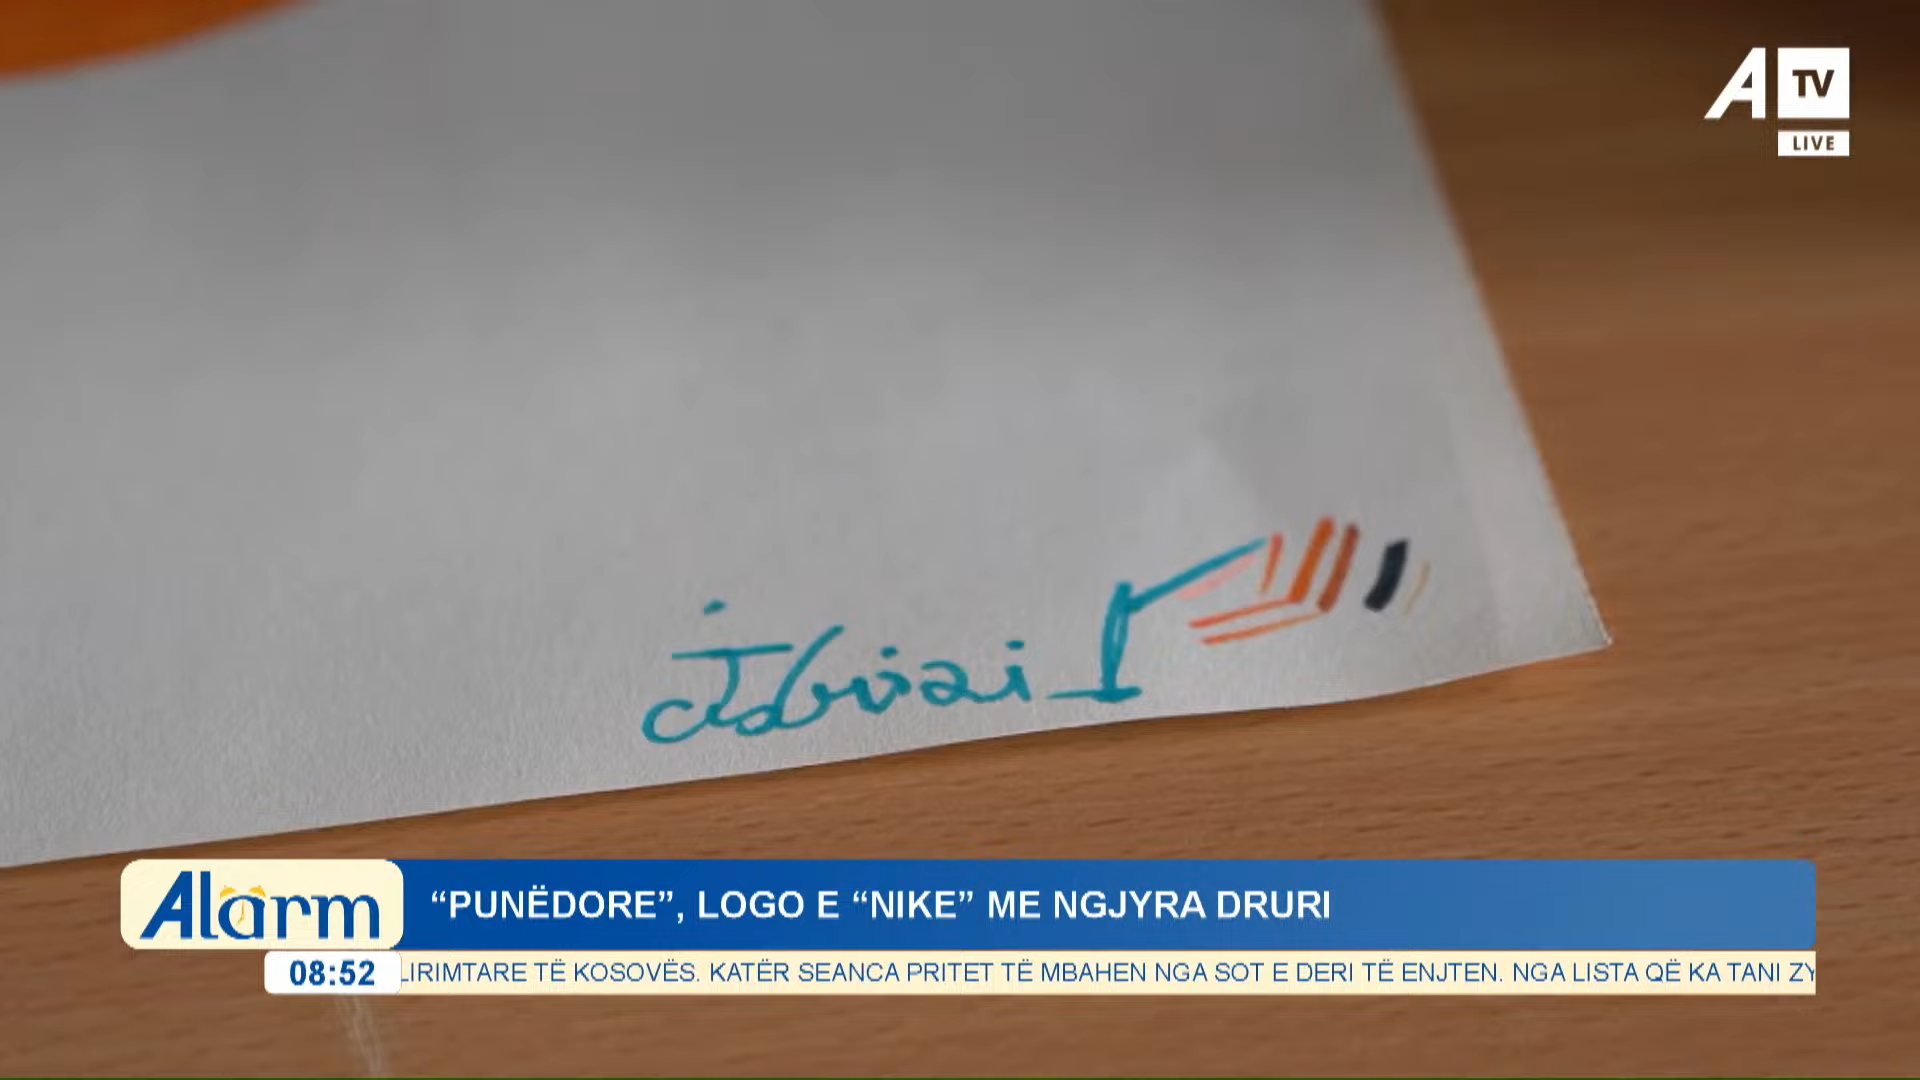 A TV
LIVE
Alarm
“PUNËDORE”, LOGO E “NIKE” ME NGJYRA DRURI
08:52
LIRIMTARE TË KOSOVËS. KATËR SEANCA PRITET TË MBAHEN NGA SOT E DERI TË ENJTEN. NGA LISTA QË KA TANI ZY